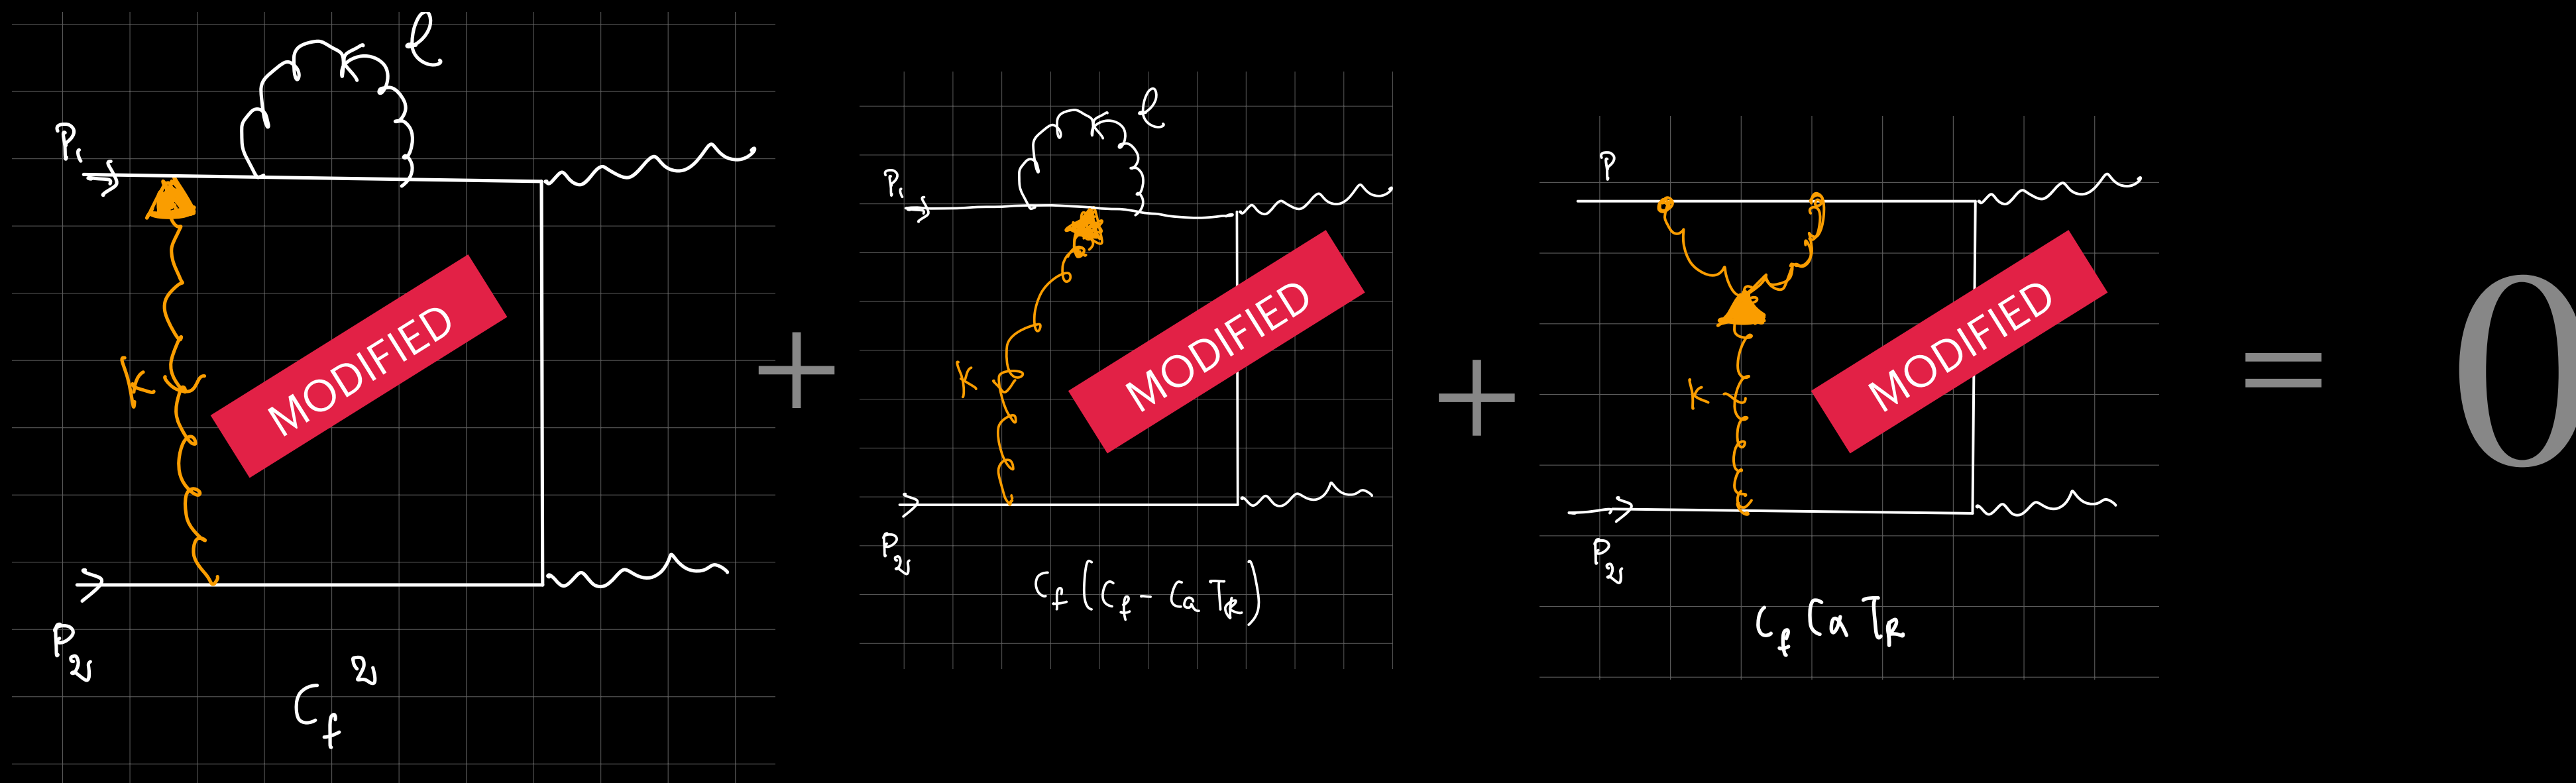 ℓ
P₁
K
MODIFIED
P₂
C_f²
+
ℓ
P₁
K
MODIFIED
P₂
C_f (C_f - C_a T_R)
+
P
K
MODIFIED
P₂
C_f C_a T_R
= 0